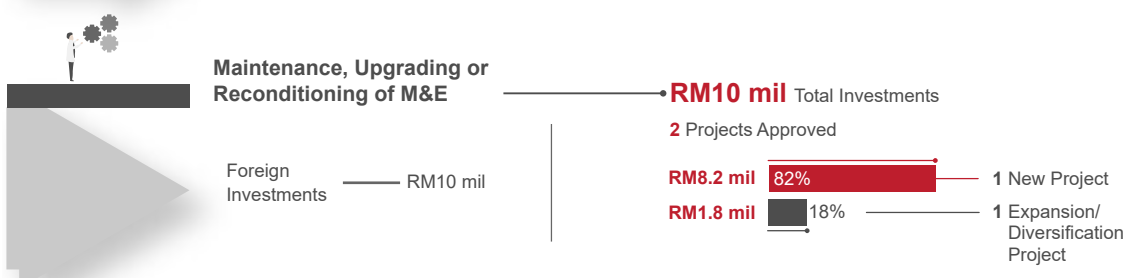 Maintenance, Upgrading or
Reconditioning of M&E
RM10 mil Total Investments
2 Projects Approved
Foreign
Investments
RM10 mil
RM8.2 mil 82% 1 New Project
RM1.8 mil 18% 1 Expansion/
Diversification
Project